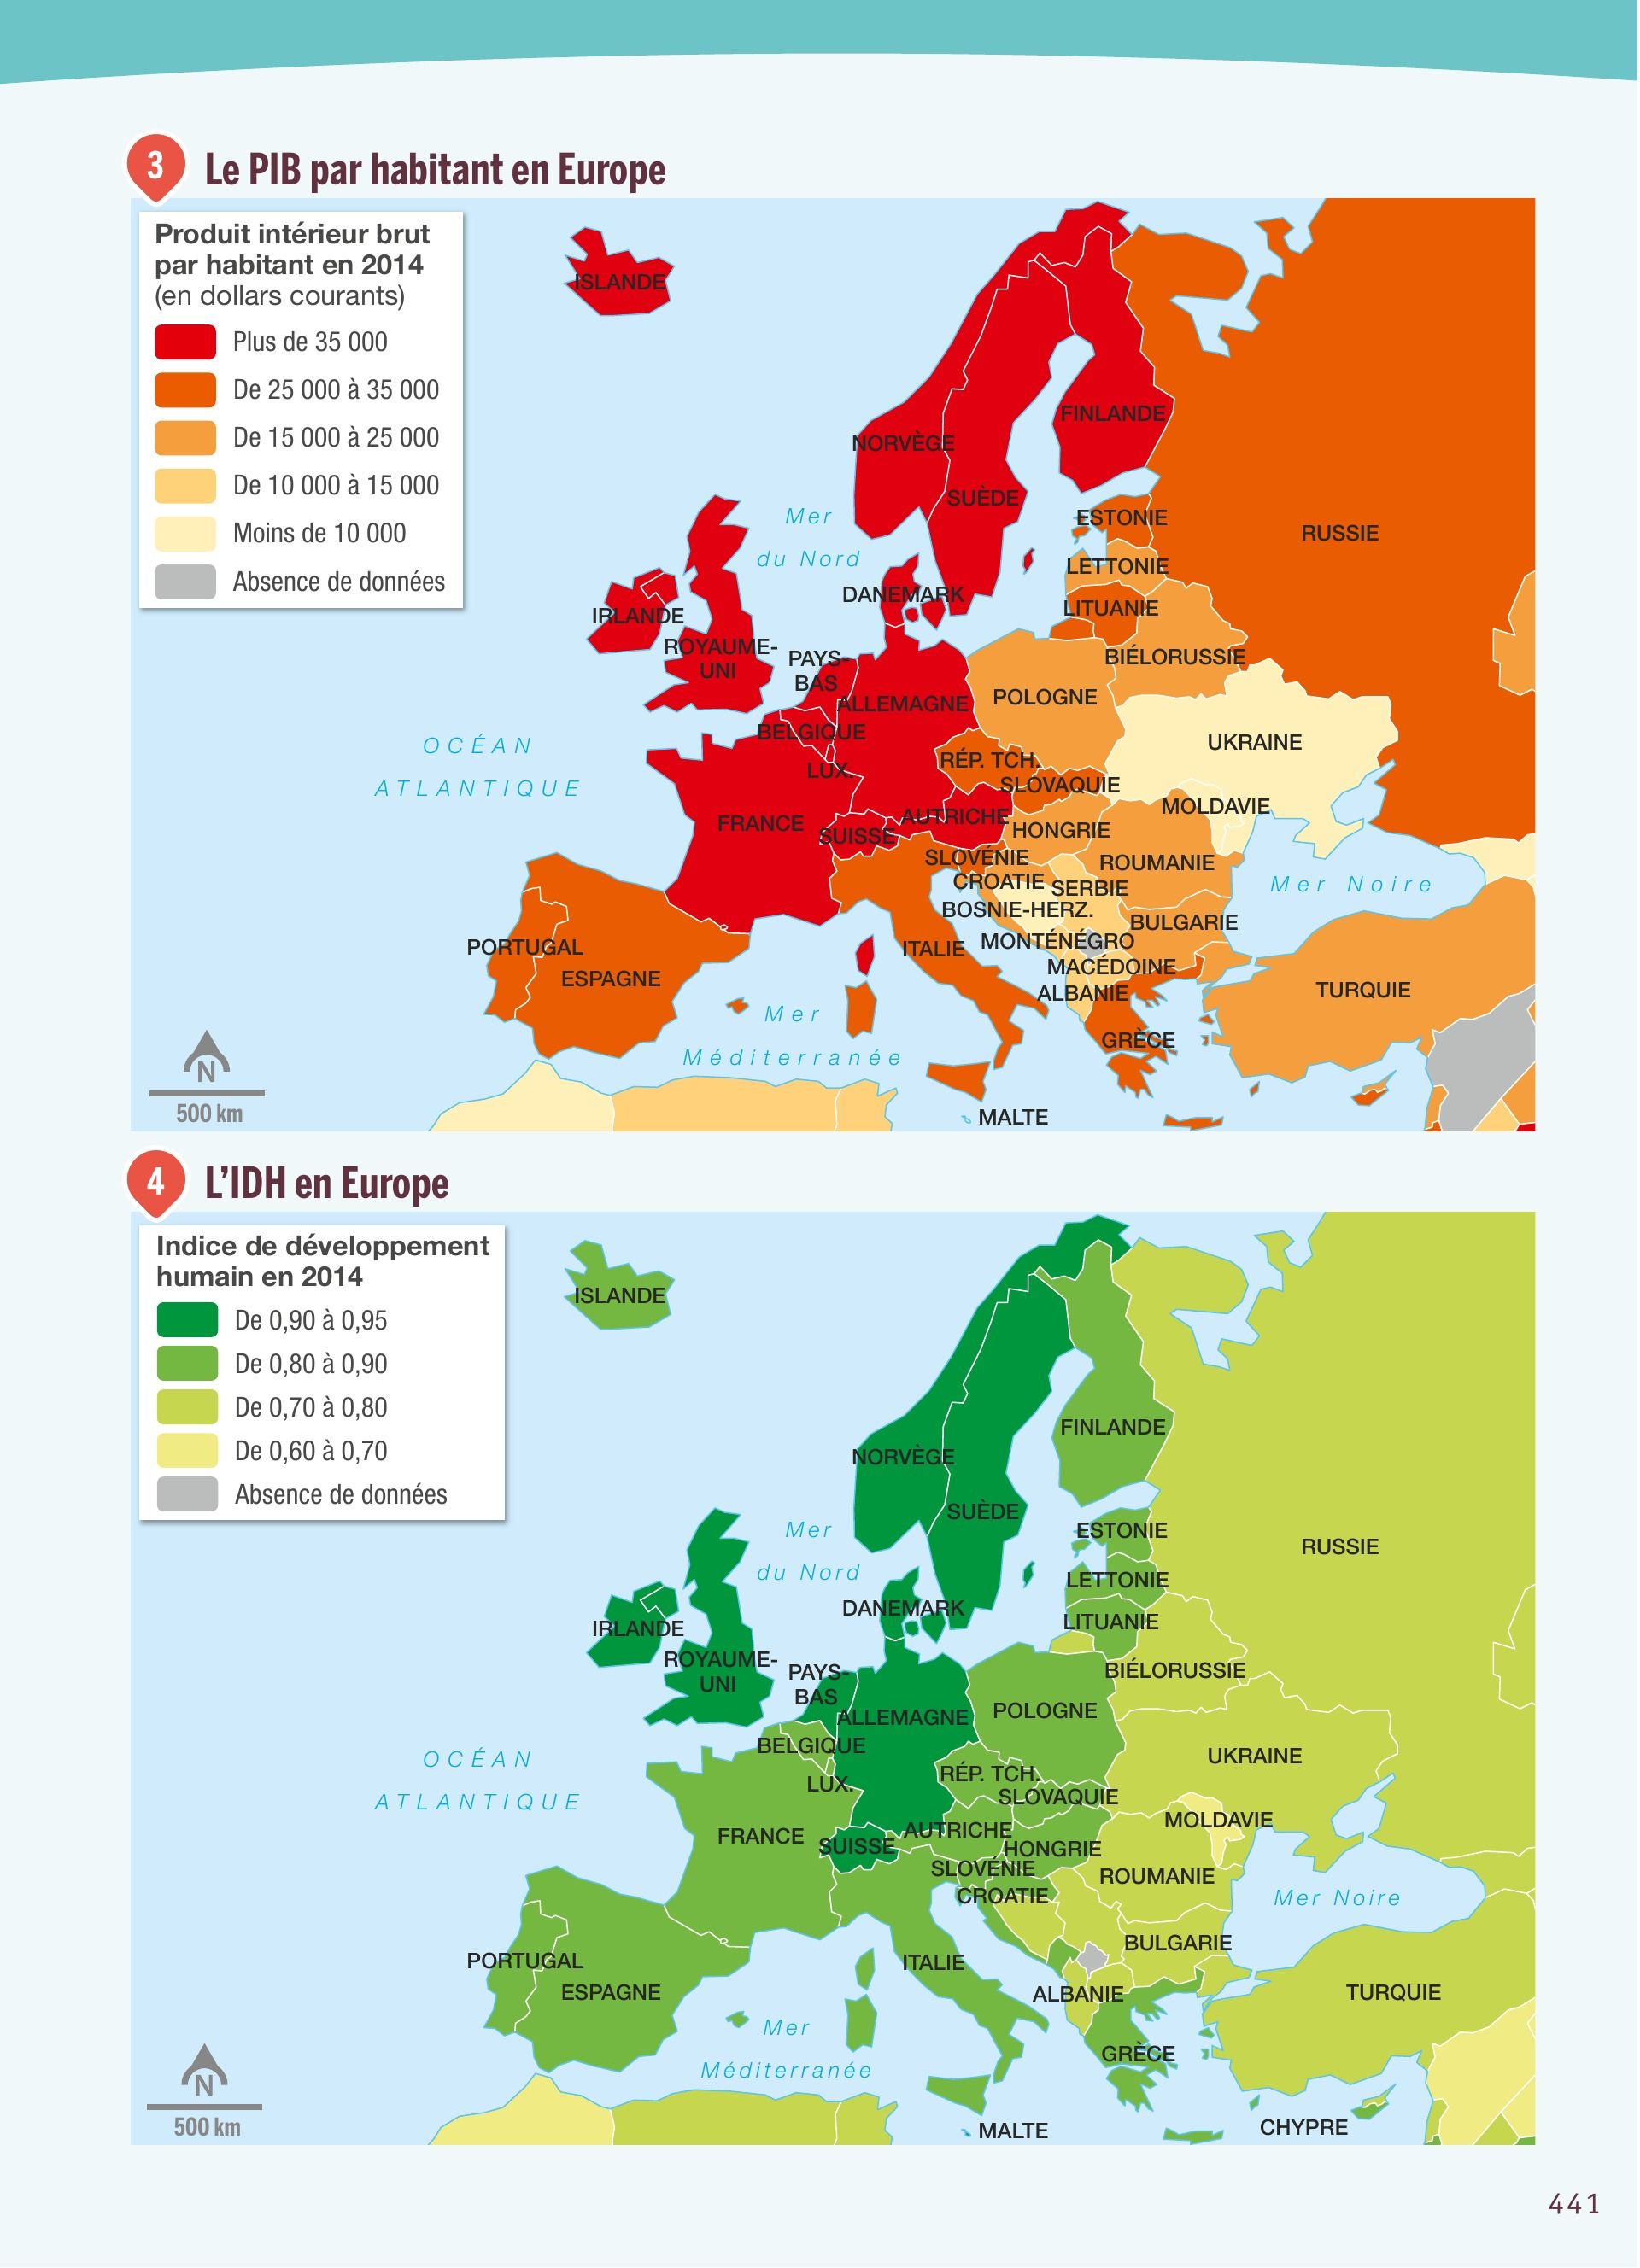 3
Le PIB par habitant en Europe
Produit intérieur brut
par habitant en 2014
(en dollars courants)
Plus de 35 000
De 25 000 à 35 000
De 15 000 à 25 000
De 10 000 à 15 000
Moins de 10 000
Absence de données
ISLANDE
FINLANDE
NORVÈGE
SUÈDE
Mer
du Nord
ESTONIE
RUSSIE
LETTONIE
DANEMARK
LITUANIE
IRLANDE
ROYAUME-
UNI
PAYS-
BAS
BIÉLORUSSIE
POLOGNE
ALLEMAGNE
BELGIQUE
UKRAINE
OCÉAN
ATLANTIQUE
LUX.
RÉP. TCH.
SLOVAQUIE
MOLDAVIE
FRANCE
AUTRICHE
SUISSE
HONGRIE
SLOVÉNIE
ROUMANIE
CROATIE
SERBIE
Mer Noire
BOSNIE-HERZ.
BULGARIE
PORTUGAL
ITALIE
MONTÉNÉGRO
ESPAGNE
MACÉDOINE
ALBANIE
TURQUIE
Mer
Méditerranée
GRÈCE
MALTE
N
500 km
4
L’IDH en Europe
Indice de développement
humain en 2014
De 0,90 à 0,95
De 0,80 à 0,90
De 0,70 à 0,80
De 0,60 à 0,70
Absence de données
ISLANDE
FINLANDE
NORVÈGE
SUÈDE
Mer
du Nord
ESTONIE
RUSSIE
LETTONIE
DANEMARK
LITUANIE
IRLANDE
ROYAUME-
UNI
PAYS-
BAS
BIÉLORUSSIE
POLOGNE
ALLEMAGNE
BELGIQUE
UKRAINE
OCÉAN
ATLANTIQUE
LUX.
RÉP. TCH.
SLOVAQUIE
MOLDAVIE
FRANCE
AUTRICHE
SUISSE
HONGRIE
SLOVÉNIE
ROUMANIE
CROATIE
Mer Noire
BULGARIE
PORTUGAL
ITALIE
ESPAGNE
ALBANIE
TURQUIE
Mer
Méditerranée
GRÈCE
CHYPRE
MALTE
N
500 km
441